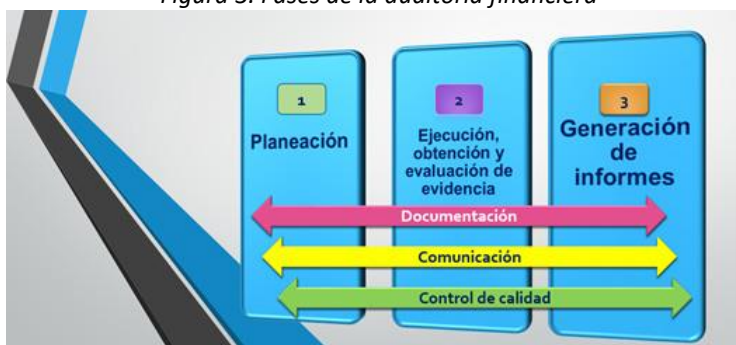 Figura 3. Fases de la auditoría financiera
1
Planeación
2
Ejecución,
obtención y
evaluación de
evidencia
3
Generación
de
informes
Documentación
Comunicación
Control de calidad